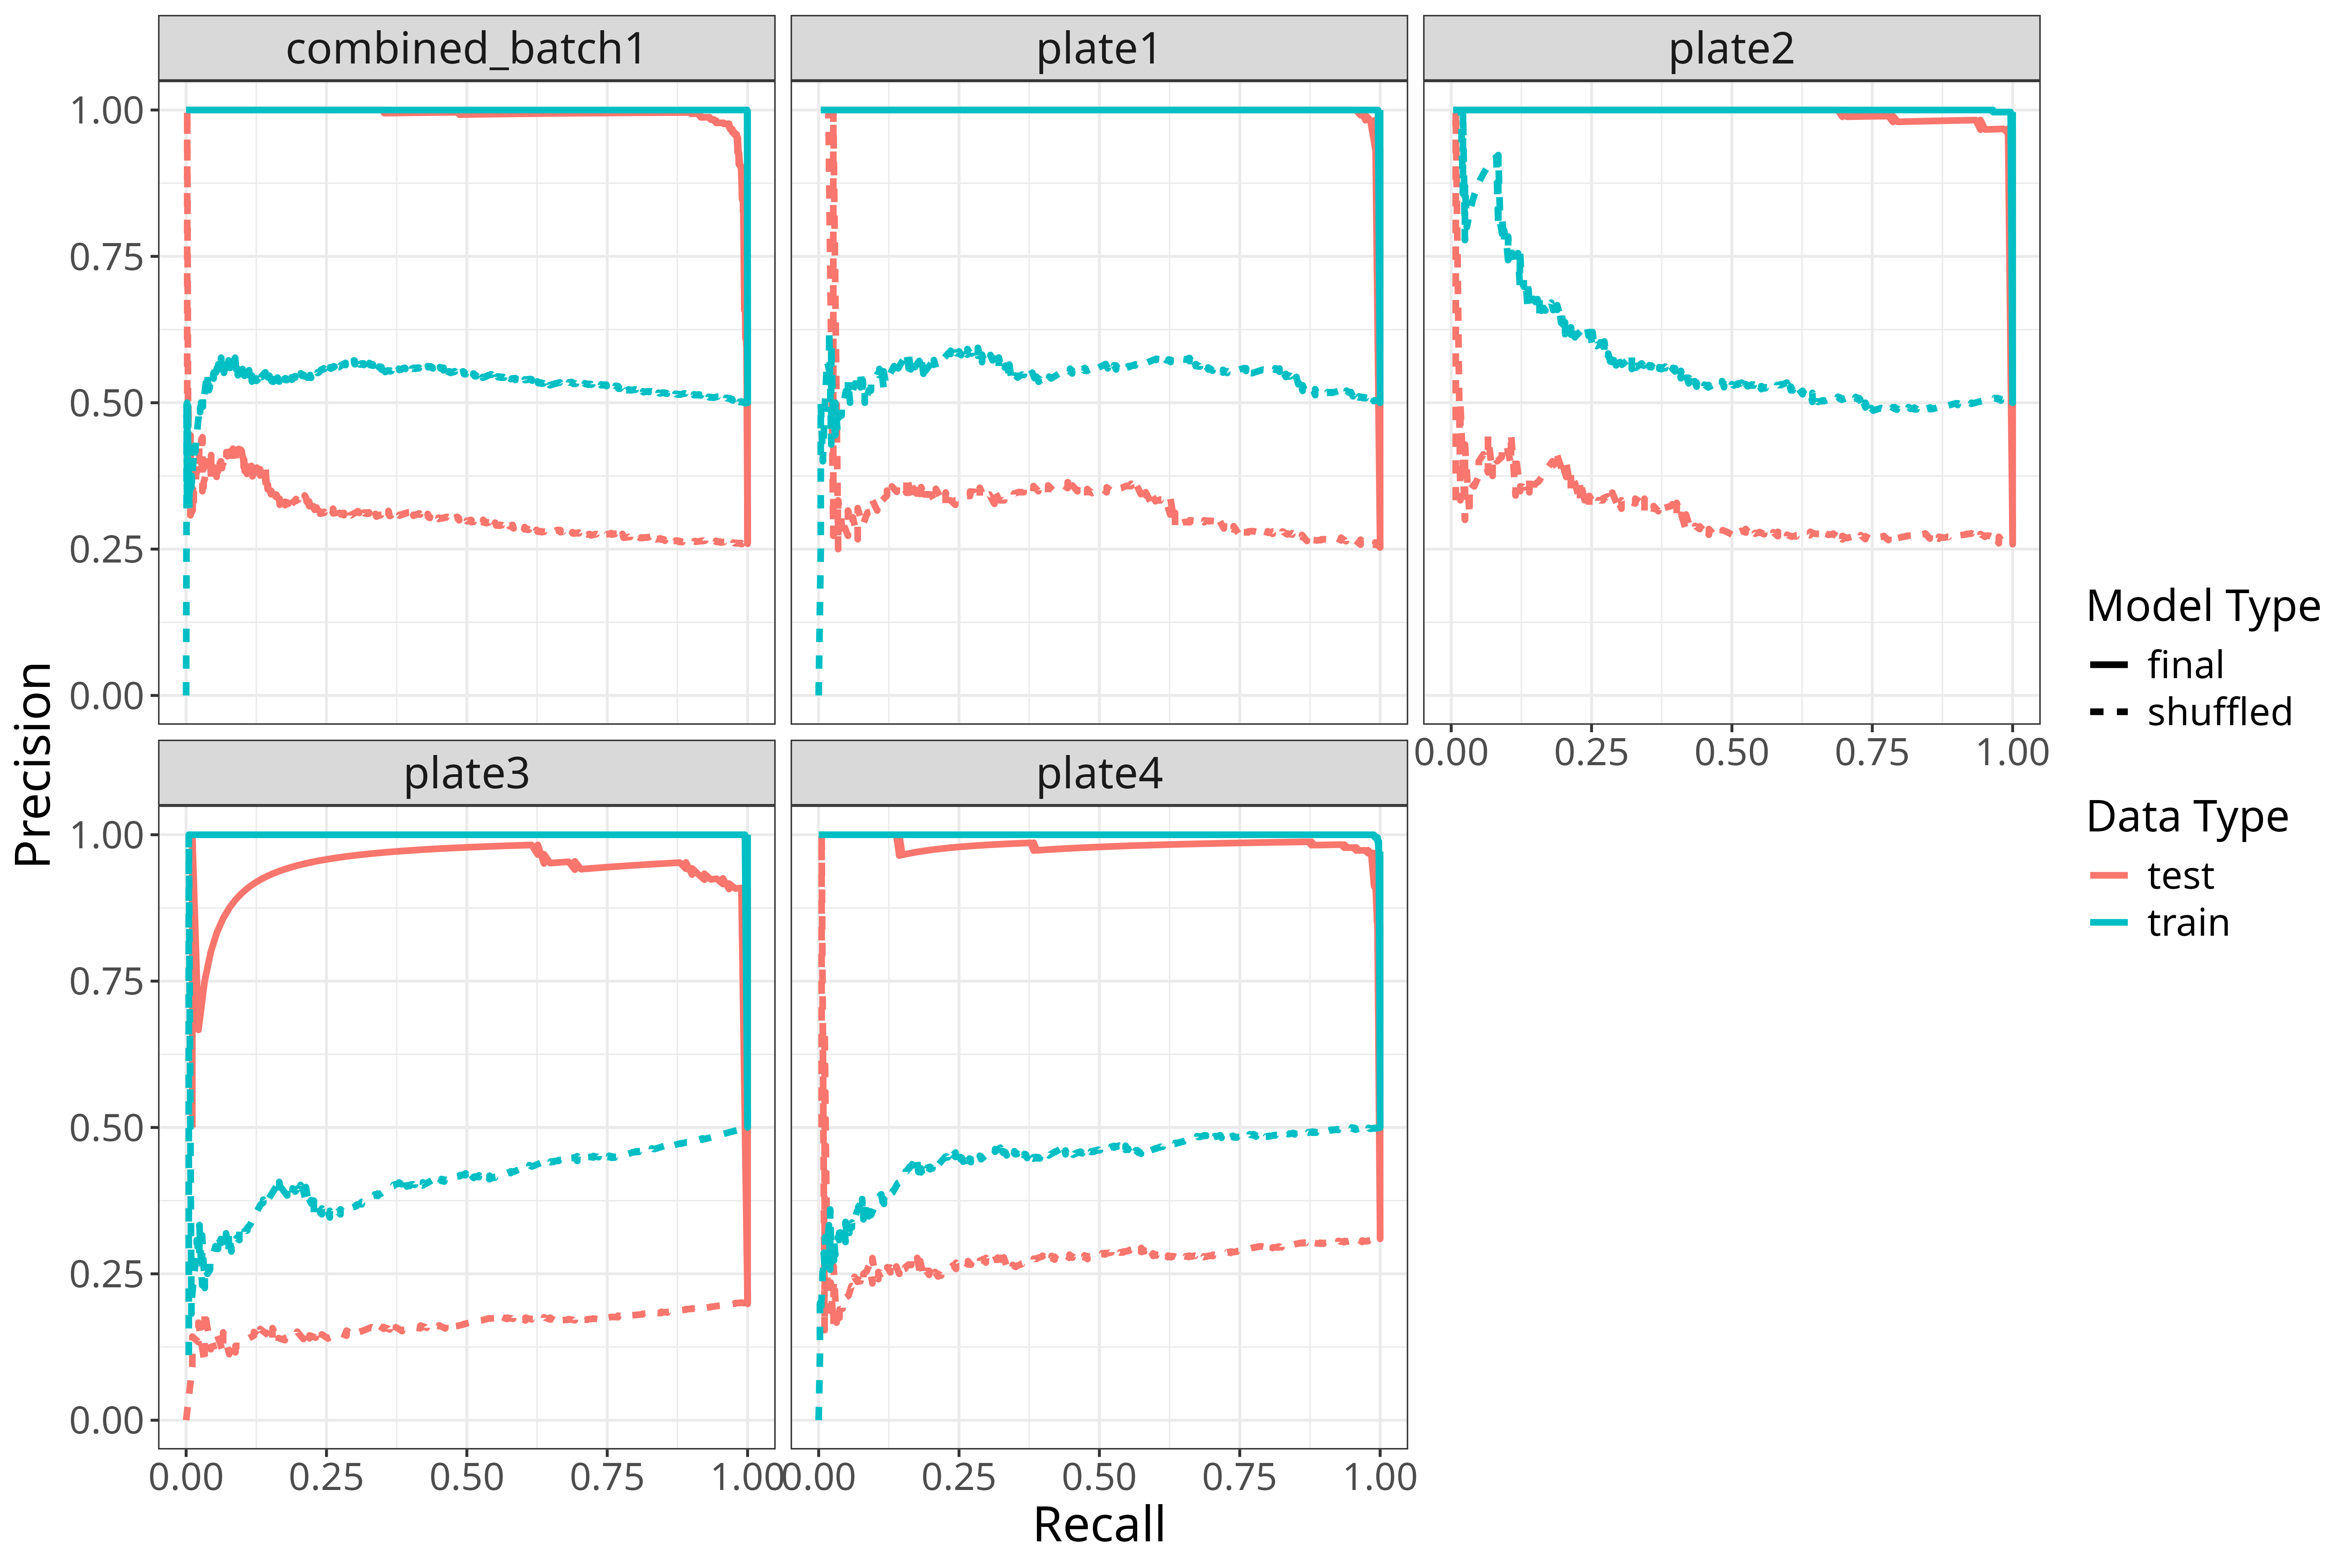 combined_batch1
plate1
plate2
1.00
0.75
0.50
0.25
0.00
0.00 0.25 0.50 0.75 1.00
plate3
plate4
1.00
0.75
0.50
0.25
0.00
0.00 0.25 0.50 0.75 1.00
0.00 0.25 0.50 0.75 1.00
Precision
Recall
Model Type
final
shuffled
Data Type
test
train